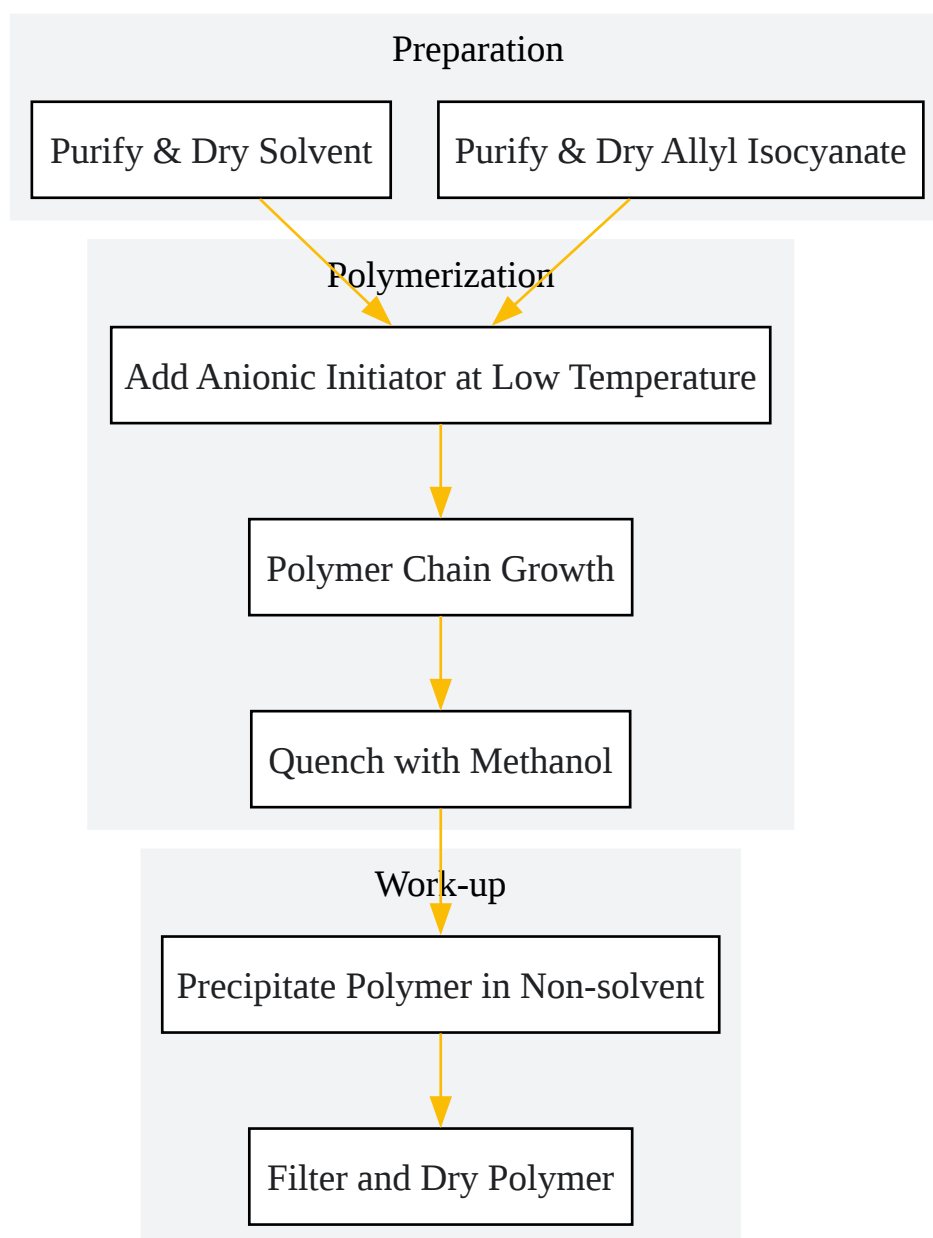 Preparation
Purify & Dry Solvent
Purify & Dry Allyl Isocyanate
Polymerization
Add Anionic Initiator at Low Temperature
Polymer Chain Growth
Quench with Methanol
Work-up
Precipitate Polymer in Non-solvent
Filter and Dry Polymer